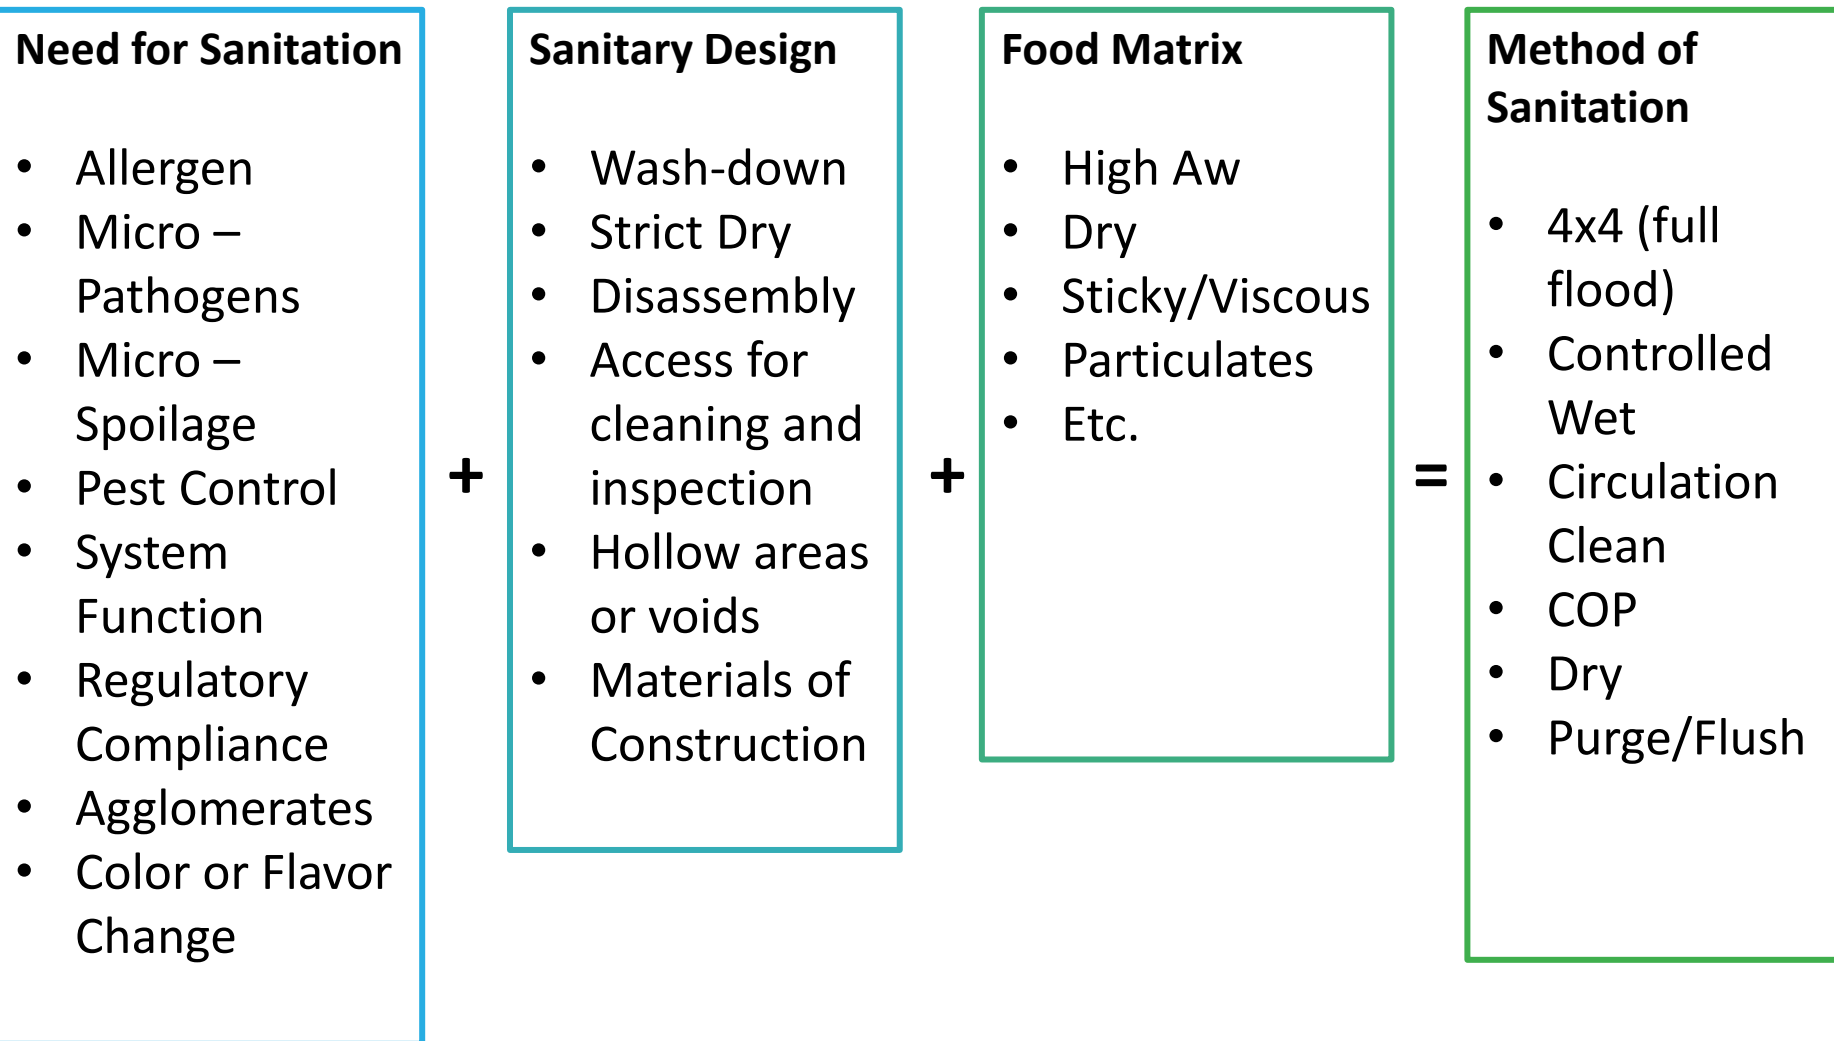 Need for Sanitation
• Allergen
• Micro –
Pathogens
• Micro –
Spoilage
• Pest Control
• System
Function
• Regulatory
Compliance
• Agglomerates
• Color or Flavor
Change
+
Sanitary Design
• Wash-down
• Strict Dry
• Disassembly
• Access for
cleaning and
inspection
• Hollow areas
or voids
• Materials of
Construction
+
Food Matrix
• High Aw
• Dry
• Sticky/Viscous
• Particulates
• Etc.
=
Method of
Sanitation
• 4x4 (full
flood)
• Controlled
Wet
• Circulation
Clean
• COP
• Dry
• Purge/Flush